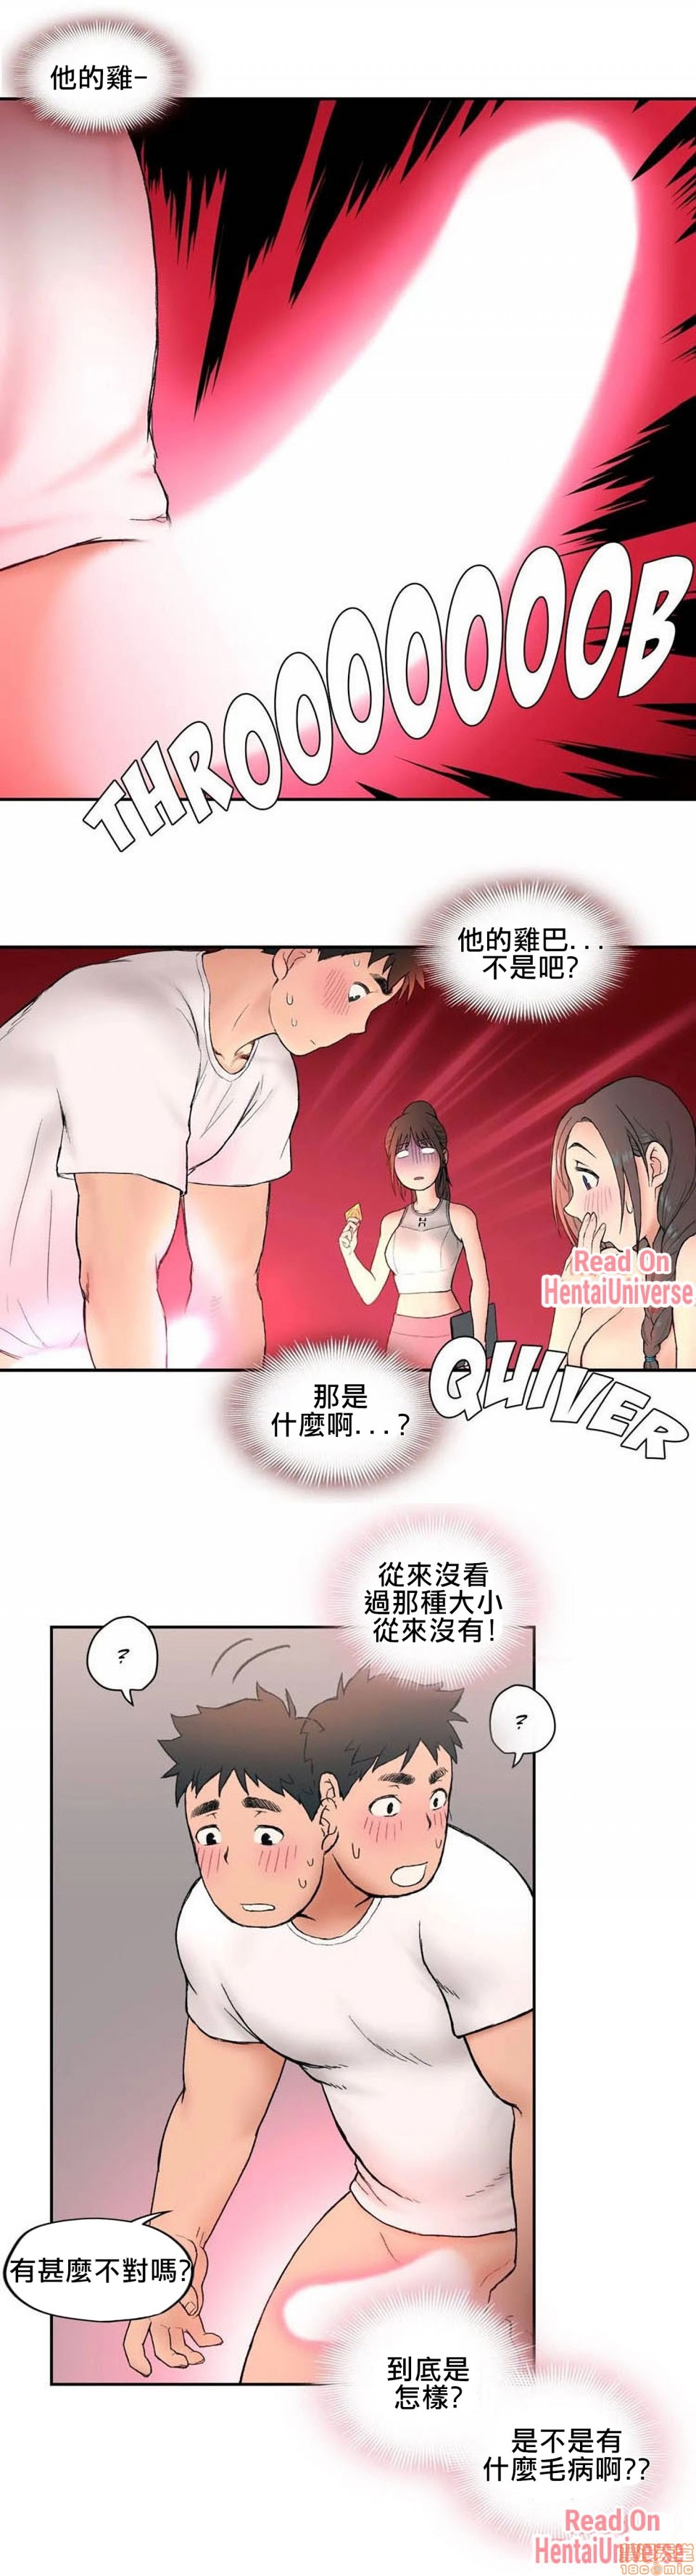 他的雞-
THROOOOOOOOB
他的雞巴...
不是吧?
Read On
HentaiUniverse
那是
什麼啊...?
QUIVER
從來沒看
過那種大小
從來沒有!
?
?
有甚麼不對嗎?
到底是
怎樣?
是不是有
什麼毛病啊??
Read On
HentaiUniverse
18comic